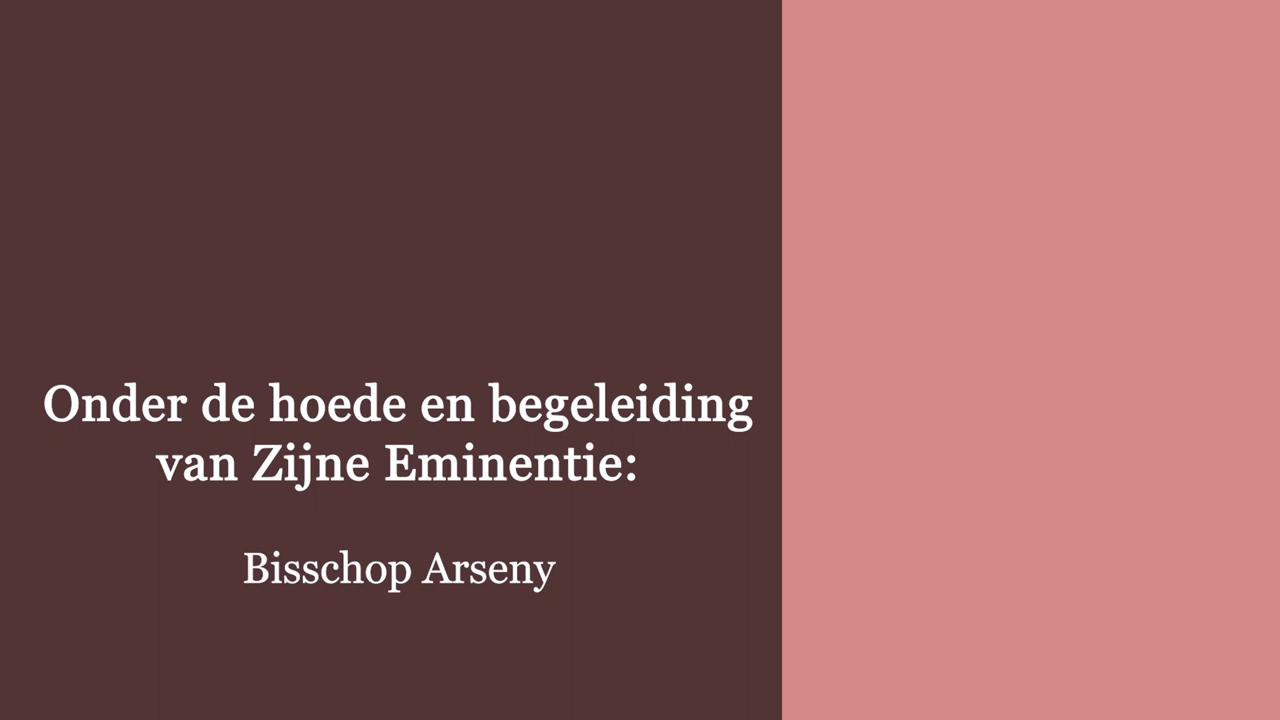 Onder de hoede en begeleiding
van Zijne Eminentie:
Bisschop Arseny